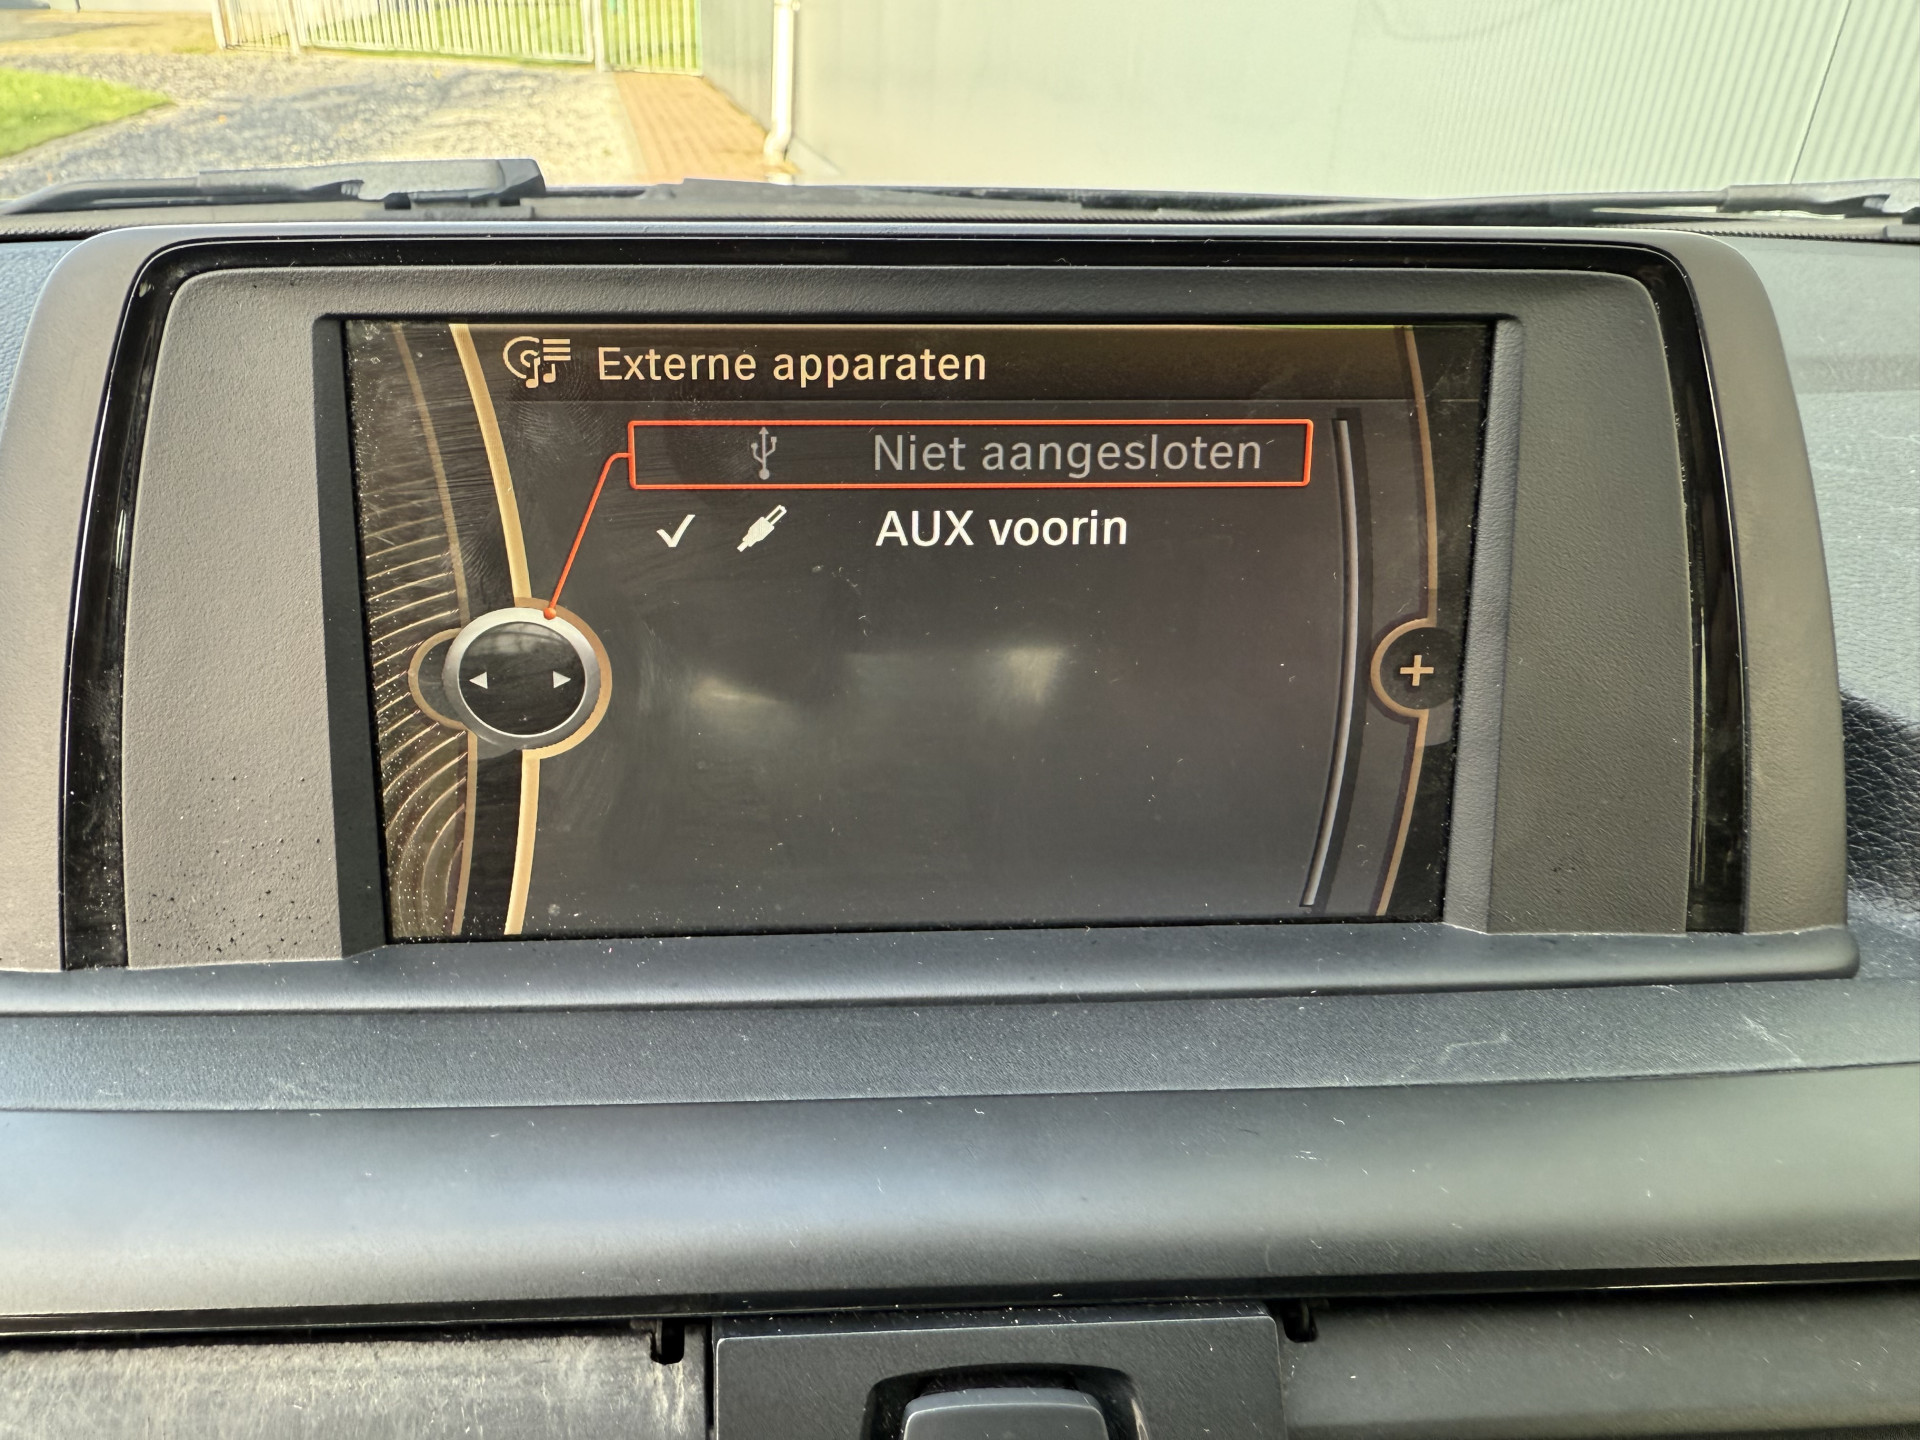 Externe apparaten
Niet aangesloten
AUX voorin